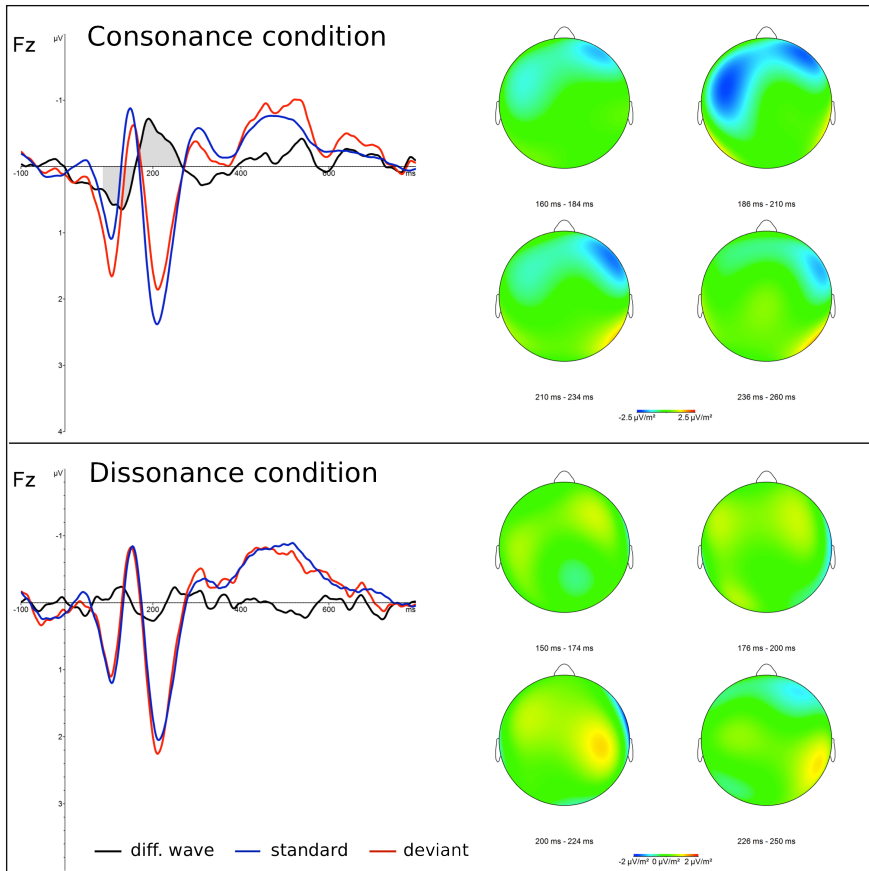 Consonance condition
Fz
µV
-1
-100
200
400
600
ms
1
2
3
4
160 ms - 184 ms
186 ms - 210 ms
210 ms - 234 ms
236 ms - 260 ms
-2.5 µV/m² 2.5 µV/m²
Dissonance condition
Fz
µV
-1
-100
200
400
600
ms
1
2
3
150 ms - 174 ms
176 ms - 200 ms
200 ms - 224 ms
226 ms - 250 ms
-2 µV/m² 0 µV/m² 2 µV/m²
diff. wave standard deviant